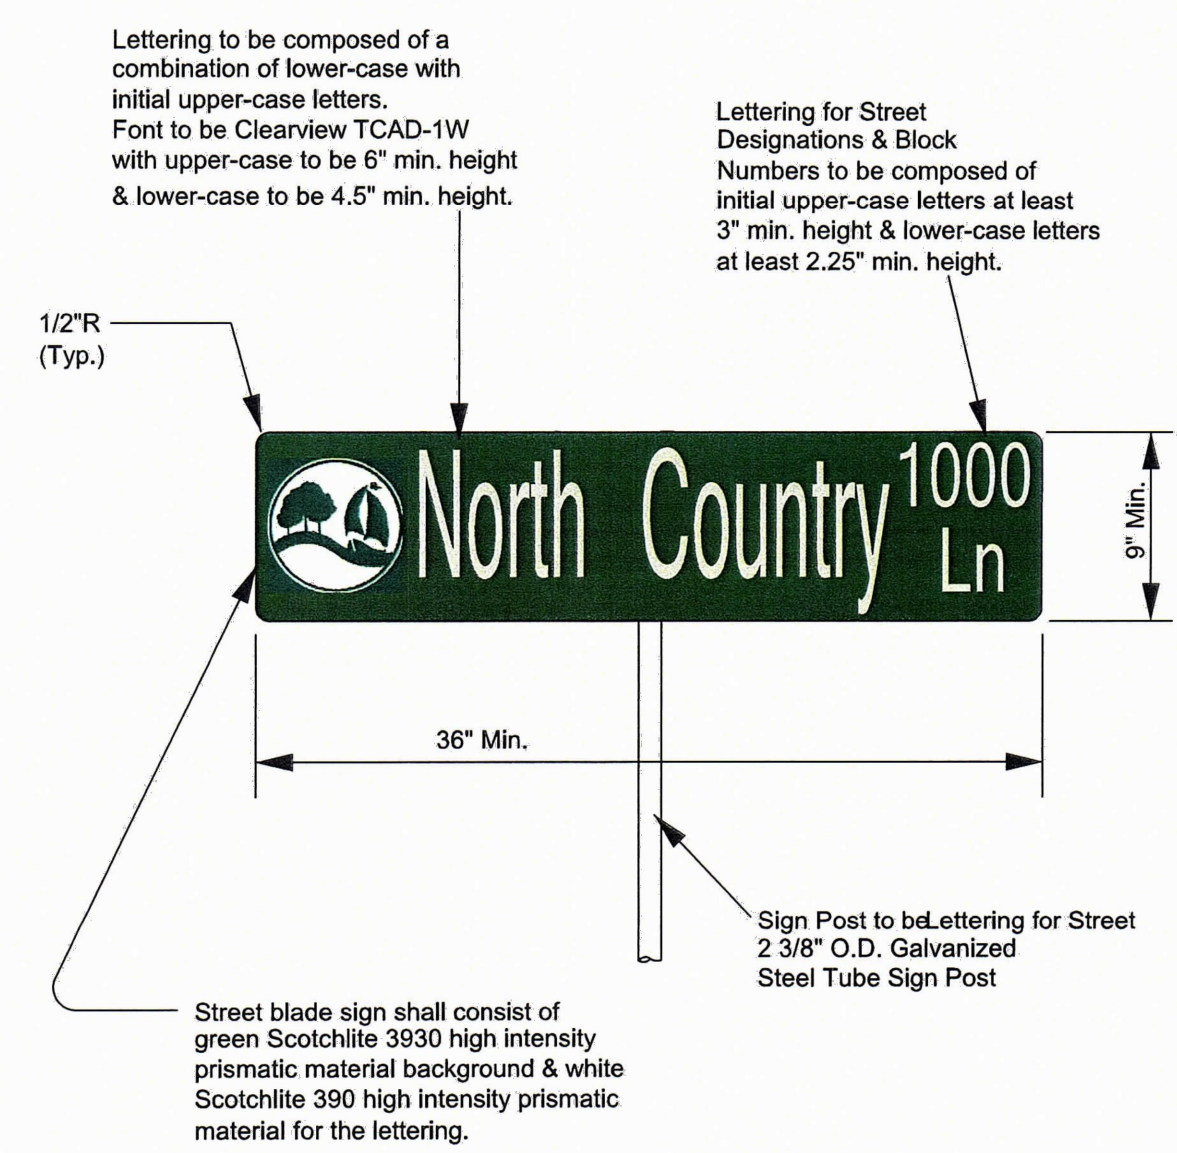 Lettering to be composed of a
combination of lower-case with
initial upper-case letters.
Font to be Clearview TCAD-1W
with upper-case to be 6" min. height
& lower-case to be 4.5" min. height.
Lettering for Street
Designations & Block
Numbers to be composed of
initial upper-case letters at least
3" min. height & lower-case letters
at least 2.25" min. height.
1/2"R
(Typ.)
North Country
1000
Ln
9" Min.
36" Min.
Sign Post to beLettering for Street
2 3/8" O.D. Galvanized
Steel Tube Sign Post
Street blade sign shall consist of
green Scotchlite 3930 high intensity
prismatic material background & white
Scotchlite 390 high intensity prismatic
material for the lettering.